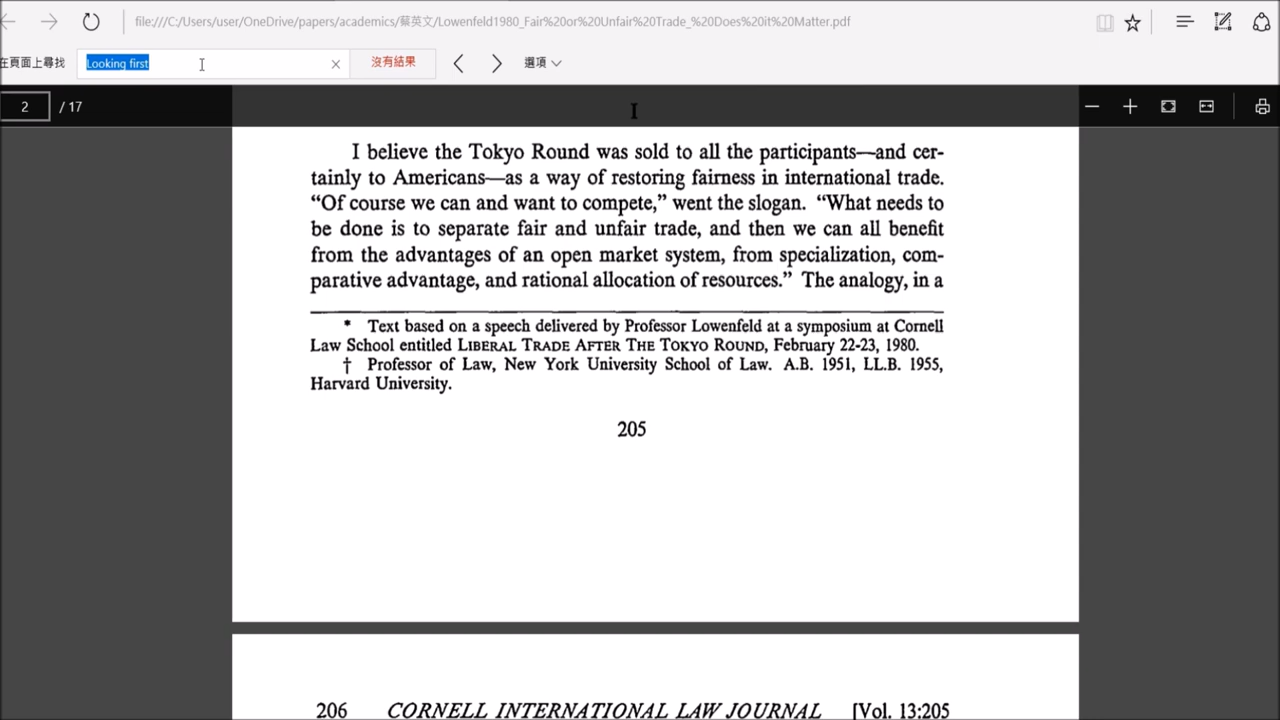 file:///C:/Users/user/OneDrive/papers/academics/蔡英文/Lowenfeld1980_Fair%20or%20Unfair%20Trade_%20Does%20it%20Matter.pdf
在頁面上尋找 Looking first 沒有結果 選項
2 / 17
I believe the Tokyo Round was sold to all the participants—and cer-
tainly to Americans—as a way of restoring fairness in international trade.
“Of course we can and want to compete,” went the slogan. “What needs to
be done is to separate fair and unfair trade, and then we can all benefit
from the advantages of an open market system, from specialization, com-
parative advantage, and rational allocation of resources.” The analogy, in a
* Text based on a speech delivered by Professor Lowenfeld at a symposium at Cornell
Law School entitled LIBERAL TRADE AFTER THE TOKYO ROUND, February 22-23, 1980.
† Professor of Law, New York University School of Law. A.B. 1951, LL.B. 1955,
Harvard University.
205
206 CORNELL INTERNATIONAL LAW JOURNAL [Vol. 13:205